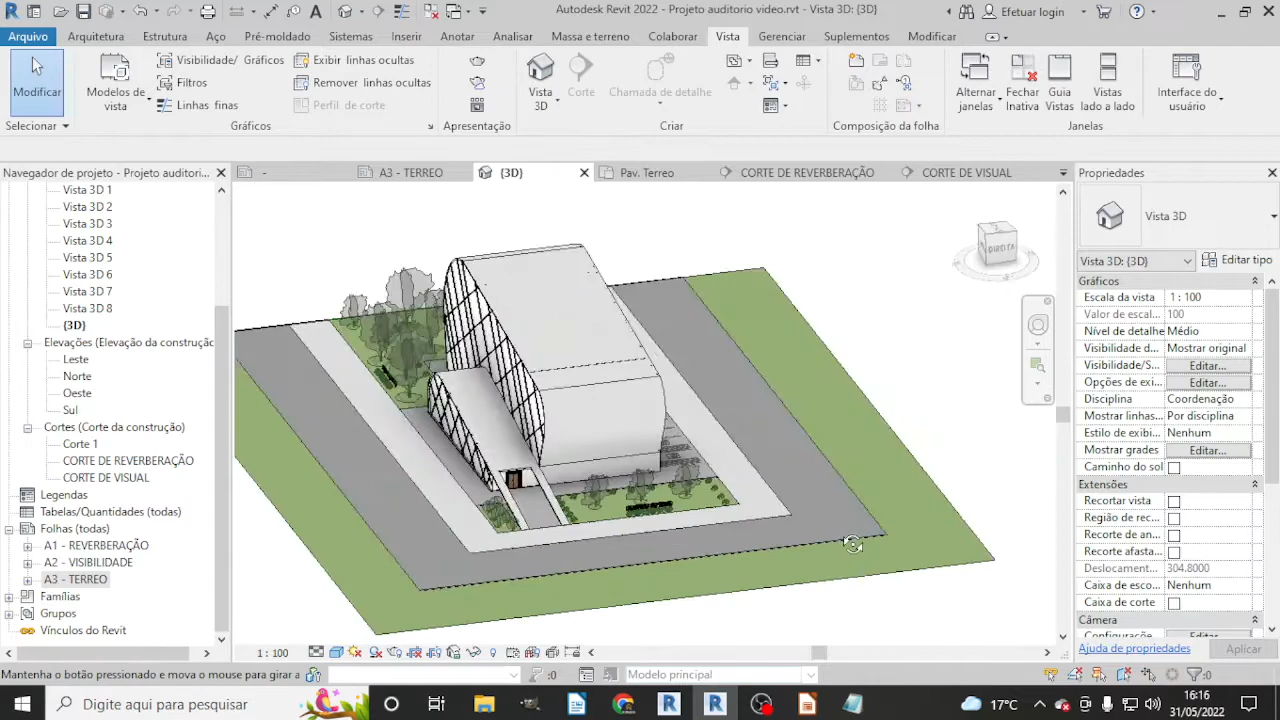 Autodesk Revit 2022 - Projeto auditorio video.rvt - Vista 3D: {3D}
Efetuar login
Arquivo Arquitetura Estrutura Aço Pré-moldado Sistemas Inserir Anotar Analisar Massa e terreno Colaborar Vista Gerenciar Suplementos Modificar
Modificar
Selecionar
Modelos de vista
Visibilidade/ Gráficos
Filtros
Linhas finas
Exibir linhas ocultas
Remover linhas ocultas
Perfil de corte
Gráficos
Apresentação
Vista 3D
Corte
Chamada de detalhe
Criar
Composição da folha
Alternar janelas
Fechar Inativa
Guia Vistas
Vistas lado a lado
Janelas
Interface do usuário
Navegador de projeto - Projeto auditori...
-
A3 - TERREO
{3D}
Pav. Terreo
CORTE DE REVERBERAÇÃO
CORTE DE VISUAL
Vista 3D 1
Vista 3D 2
Vista 3D 3
Vista 3D 4
Vista 3D 5
Vista 3D 6
Vista 3D 7
Vista 3D 8
{3D}
Elevações (Elevação da construção
Leste
Norte
Oeste
Sul
Cortes (Corte da construção)
Corte 1
CORTE DE REVERBERAÇÃO
CORTE DE VISUAL
Legendas
Tabelas/Quantidades (todas)
Folhas (todas)
A1 - REVERBERAÇÃO
A2 - VISIBILIDADE
A3 - TERREO
Famílias
Grupos
Vínculos do Revit
DIREITA
Propriedades
Vista 3D
Vista 3D: {3D}
Editar tipo
Gráficos
Escala da vista 1 : 100
Valor de escal... 100
Nível de detalhe Médio
Visibilidade d... Mostrar original
Visibilidade/S... Editar...
Opções de exi... Editar...
Disciplina Coordenação
Mostrar linhas... Por disciplina
Estilo de exibi... Nenhum
Mostrar grades Editar...
Caminho do sol
Extensões
Recortar vista
Região de rec...
Recorte de an...
Recorte afasta...
Deslocament... 304.8000
Caixa de esco... Nenhum
Caixa de corte
Câmera
Ajuda de propriedades
Aplicar
1 : 100
Mantenha o botão pressionado e mova o mouse para girar a
:0
Modelo principal
:0
Digite aqui para pesquisar
17°C
16:16
31/05/2022